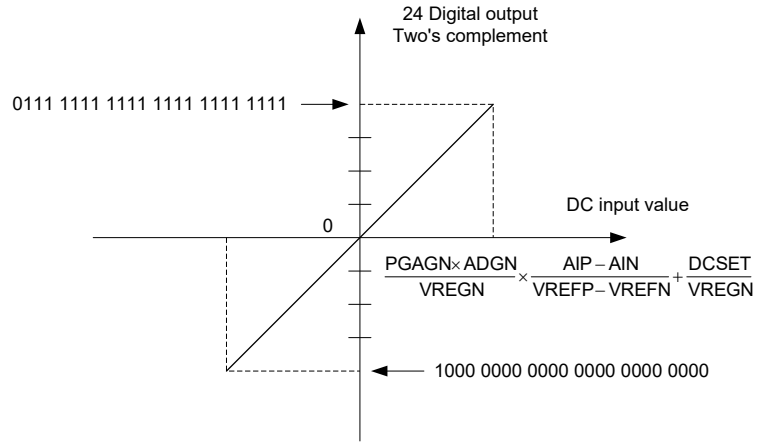 24 Digital output
Two's complement
0111 1111 1111 1111 1111 1111
0
DC input value
PGAGN× ADGN / VREGN × AIP – AIN / VREFP – VREFN + DCSET / VREGN
1000 0000 0000 0000 0000 0000